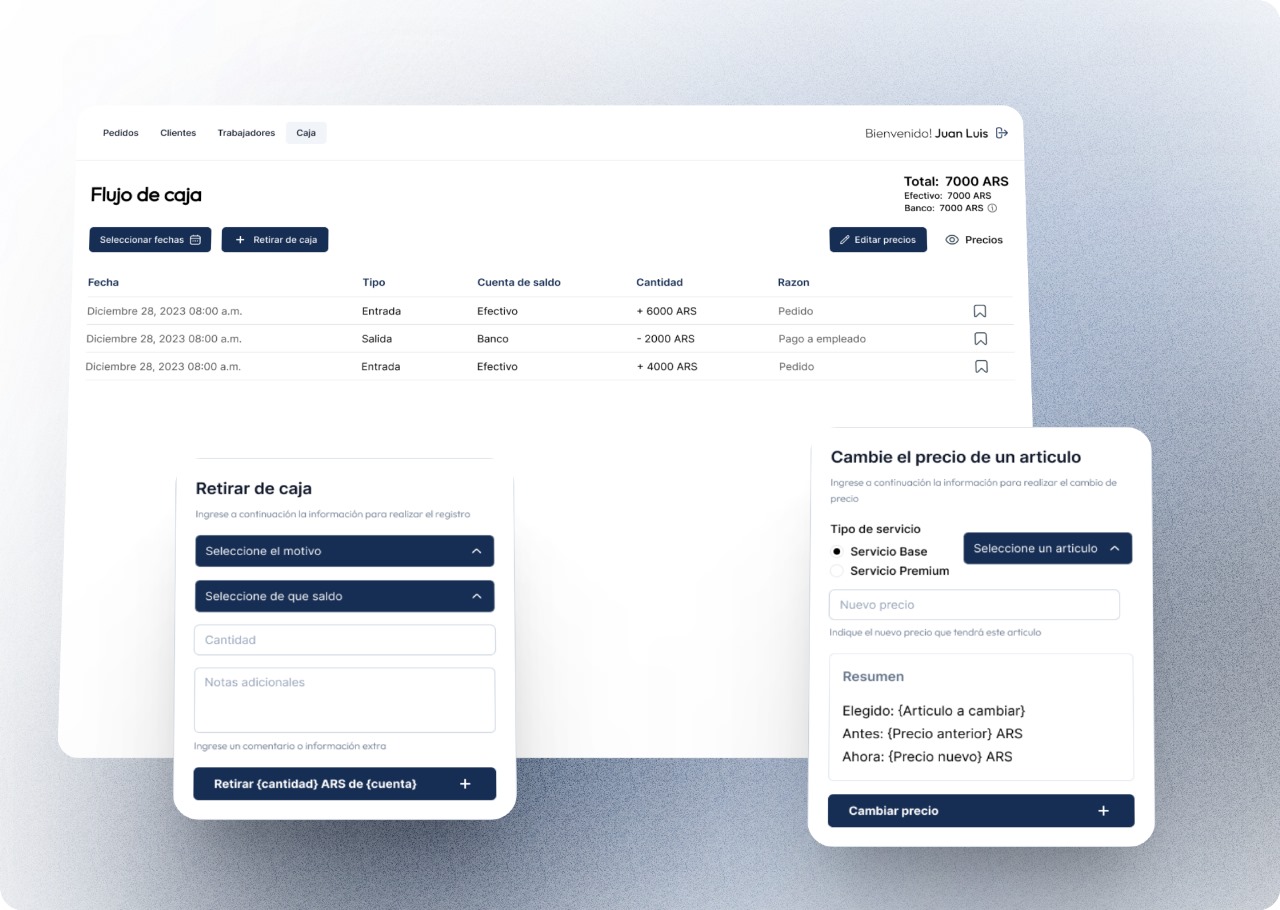 Pedidos Clientes Trabajadores Caja
Bienvenido! Juan Luis
Flujo de caja
Total: 7000 ARS
Efectivo: 7000 ARS
Banco: 7000 ARS
Seleccionar fechas
+ Retirar de caja
Editar precios
Precios
Fecha Tipo Cuenta de saldo Cantidad Razon
Diciembre 28, 2023 08:00 a.m. Entrada Efectivo + 6000 ARS Pedido
Diciembre 28, 2023 08:00 a.m. Salida Banco - 2000 ARS Pago a empleado
Diciembre 28, 2023 08:00 a.m. Entrada Efectivo + 4000 ARS Pedido
Retirar de caja
Ingrese a continuación la información para realizar el registro
Seleccione el motivo
Seleccione de que saldo
Cantidad
Notas adicionales
Ingrese un comentario o información extra
Retirar {cantidad} ARS de {cuenta} +
Cambie el precio de un articulo
Ingrese a continuación la información para realizar el cambio de
precio
Tipo de servicio
Servicio Base
Servicio Premium
Seleccione un articulo
Nuevo precio
Indique el nuevo precio que tendrá este articulo
Resumen
Elegido: {Articulo a cambiar}
Antes: {Precio anterior} ARS
Ahora: {Precio nuevo} ARS
Cambiar precio +